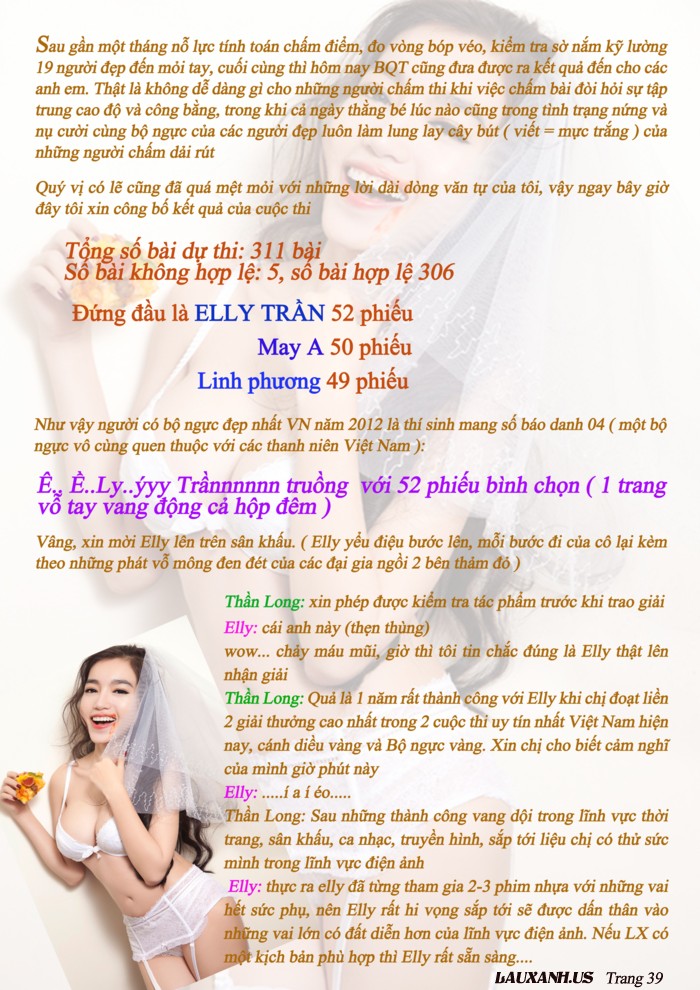 Sau gần một tháng nỗ lực tính toán chấm điểm, đo vòng bóp véo, kiểm tra sờ nắm kỹ lường
19 người đẹp đến mỏi tay, cuối cùng thì hôm nay BQT cũng đưa được ra kết quả đến cho các
anh em. Thật là không dễ dàng gì cho những người chấm thi khi việc chấm bài đòi hỏi sự tập
trung cao độ và công bằng, trong khi cả ngày thằng bé lúc nào cũng trong tình trạng nứng và
nụ cười cùng bộ ngực của các người đẹp luôn làm lung lay cây bút ( viết = mực trắng ) của
những người chấm dải rút
Quý vị có lẽ cũng đã quá mệt mỏi với những lời dài dòng văn tự của tôi, vậy ngay bây giờ
đây tôi xin công bố kết quả của cuộc thi
Tổng số bài dự thi: 311 bài
Số bài không hợp lệ: 5, số bài hợp lệ 306
Đứng đầu là ELLY TRẦN 52 phiếu
May A 50 phiếu
Linh phương 49 phiếu
Như vậy người có bộ ngực đẹp nhất VN năm 2012 là thí sinh mang số báo danh 04 ( một bộ
ngực vô cùng quen thuộc với các thanh niên Việt Nam ):
Ê.. Ề..Ly..ýyy Trầnnnnnn truồng với 52 phiếu bình chọn ( 1 trang
vỗ tay vang động cả hộp đêm )
Vâng, xin mời Elly lên trên sân khấu. ( Elly yểu điệu bước lên, mỗi bước đi của cô lại kèm
theo những phát vỗ mông đen đét của các đại gia ngồi 2 bên thảm đỏ )
Thần Long: xin phép được kiểm tra tác phẩm trước khi trao giải
Elly: cái anh này (thẹn thùng)
wow... chảy máu mũi, giờ thì tôi tin chắc đúng là Elly thật lên
nhận giải
Thần Long: Quả là 1 năm rất thành công với Elly khi chị đoạt liền
2 giải thưởng cao nhất trong 2 cuộc thi uy tín nhất Việt Nam hiện
nay, cánh diều vàng và Bộ ngực vàng. Xin chị cho biết cảm nghĩ
của mình giờ phút này
Elly: .....í a í éo.....
Thần Long: Sau những thành công vang dội trong lĩnh vực thời
trang, sân khấu, ca nhạc, truyền hình, sắp tới liệu chị có thử sức
mình trong lĩnh vực điện ảnh
Elly: thực ra elly đã từng tham gia 2-3 phim nhựa với những vai
hết sức phụ, nên Elly rất hi vọng sắp tới sẽ được dấn thân vào
những vai lớn có đất diễn hơn của lĩnh vực điện ảnh. Nếu LX có
một kịch bản phù hợp thì Elly rất sẵn sàng....
LAUXANH.US Trang 39